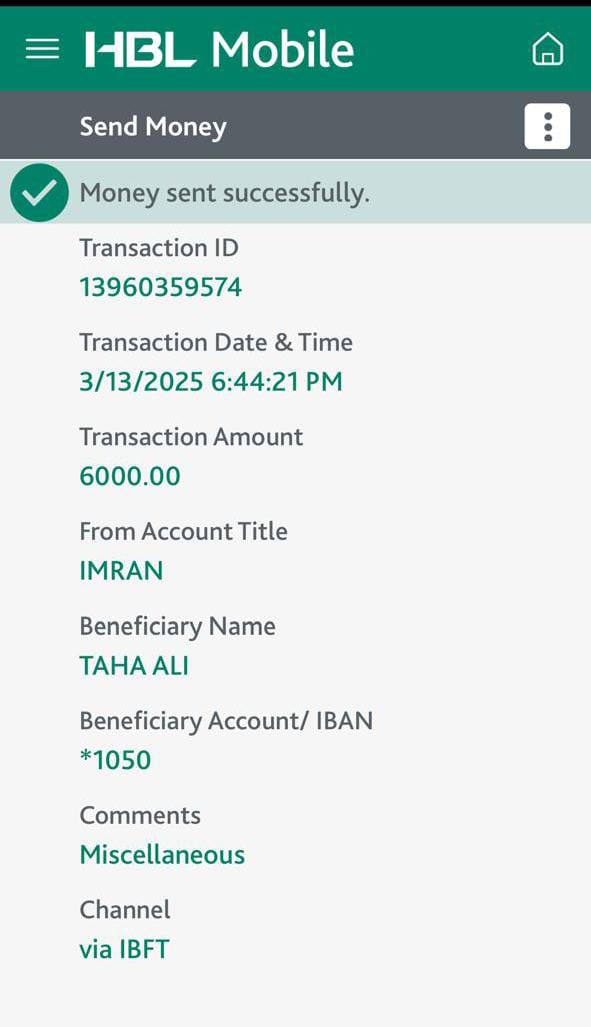 HBL Mobile
Send Money
Money sent successfully.
Transaction ID
13960359574
Transaction Date & Time
3/13/2025 6:44:21 PM
Transaction Amount
6000.00
From Account Title
IMRAN
Beneficiary Name
TAHA ALI
Beneficiary Account/ IBAN
*1050
Comments
Miscellaneous
Channel
via IBFT